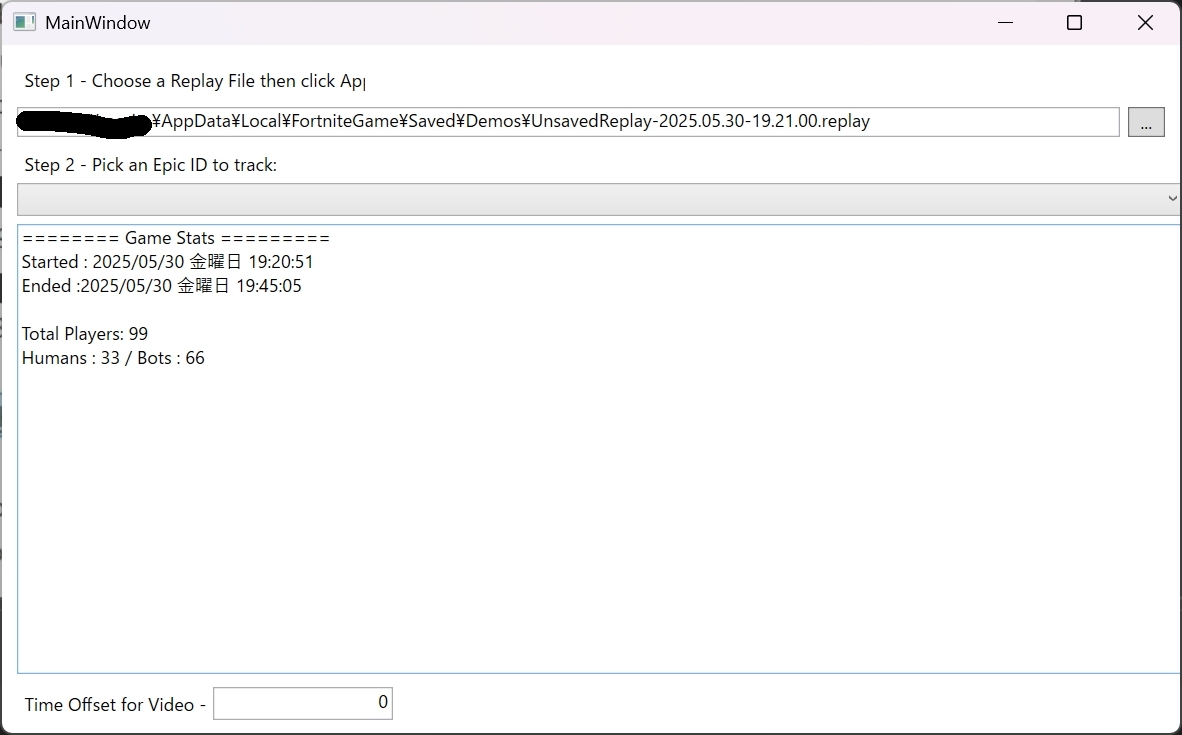 MainWindow
Step 1 - Choose a Replay File then click
¥AppData¥Local¥FortniteGame¥Saved¥Demos¥UnsavedReplay-2025.05.30-19.21.00.replay
...
Step 2 - Pick an Epic ID to track:
======== Game Stats =========
Started : 2025/05/30 金曜日 19:20:51
Ended :2025/05/30 金曜日 19:45:05
Total Players: 99
Humans : 33 / Bots : 66
Time Offset for Video -
0